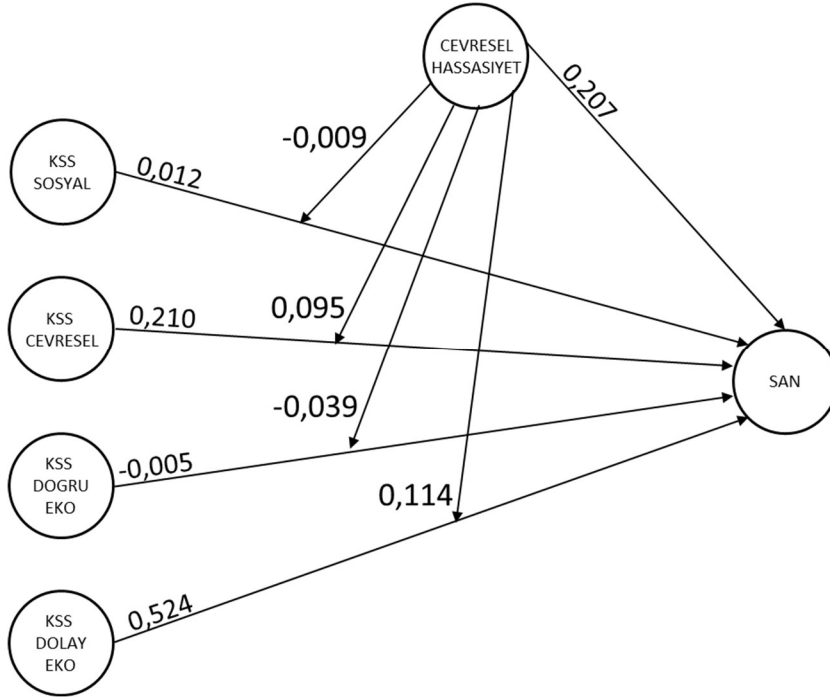 CEVRESEL
HASSASIYET
0,207
-0,009
KSS
SOSYAL
0,012
KSS
CEVRESEL
0,210
0,095
SAN
-0,039
KSS
DOGRU
EKO
-0,005
0,114
KSS
DOLAY
EKO
0,524